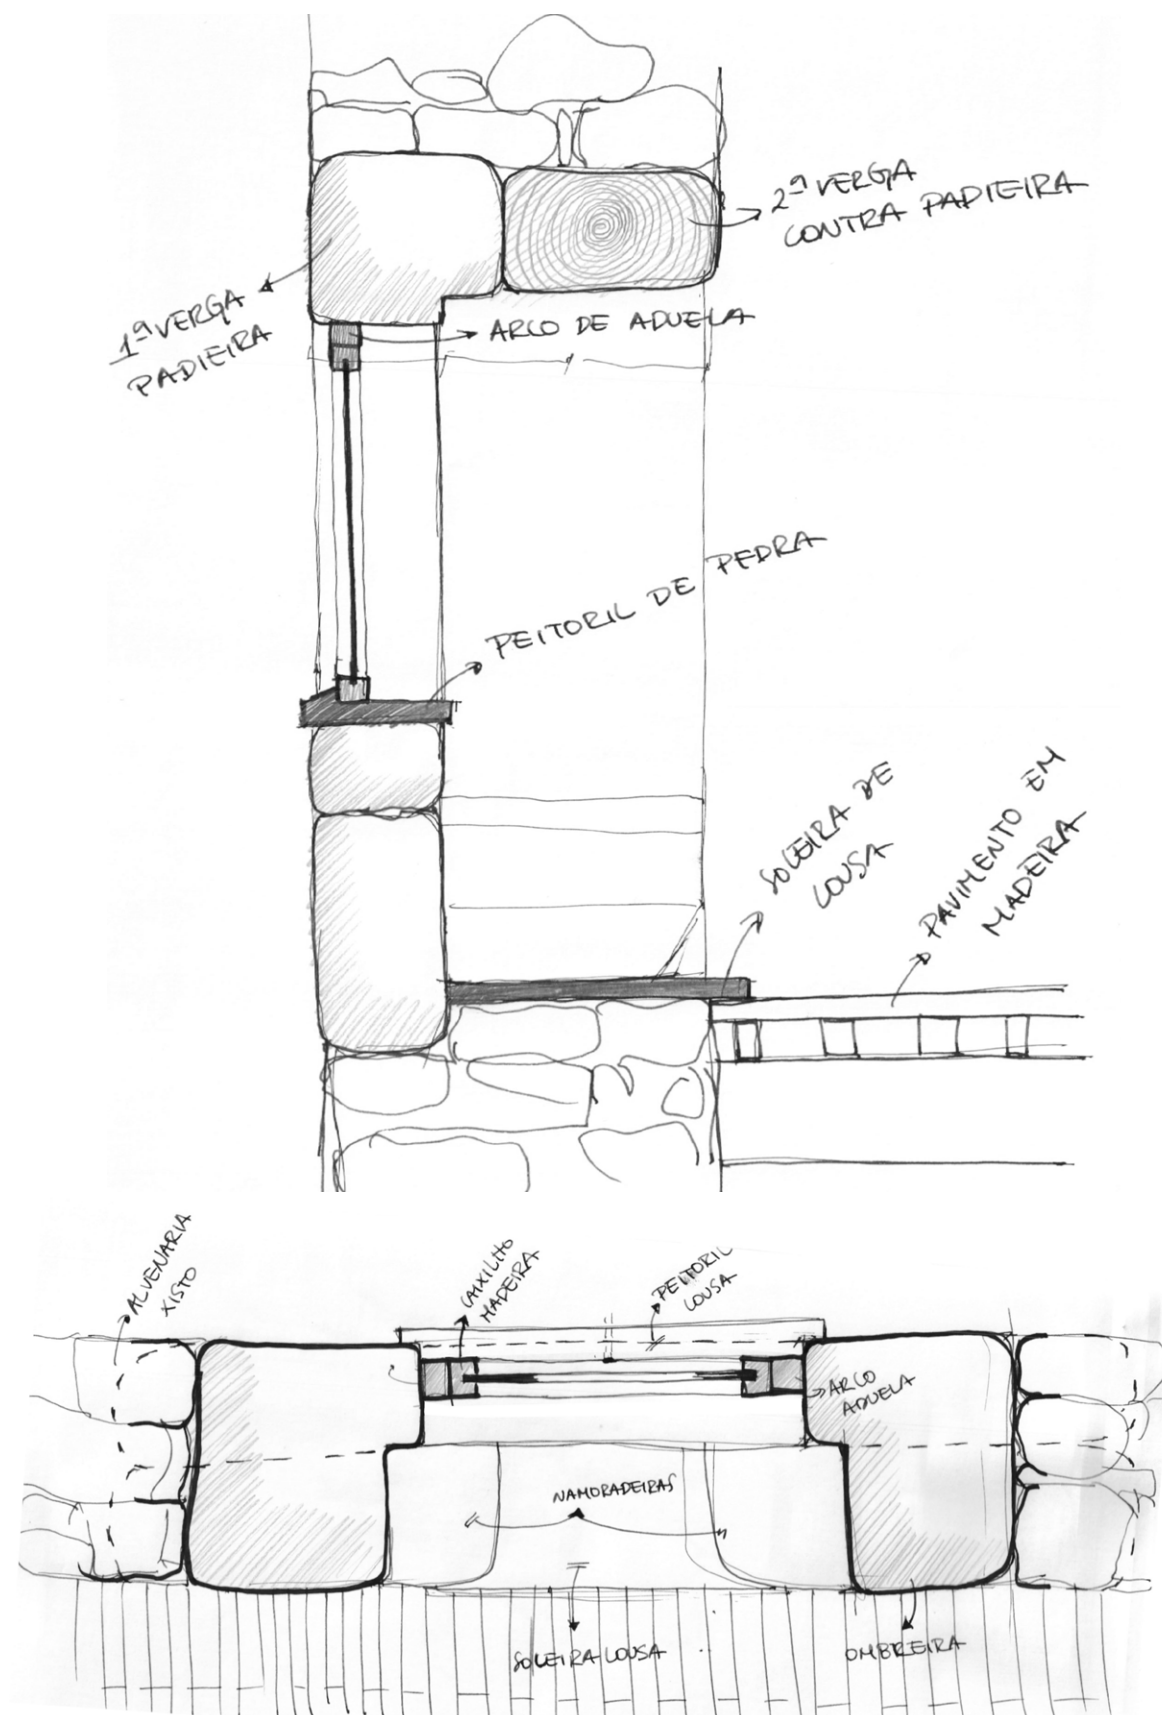 2ª VERGA
CONTRA PADIEIRA
1ª VERGA
PADIEIRA
ARCO DE ADUELA
PEITORIL DE PEDRA
SOLEIRA DE
LOUSA
PAVIMENTO EM
MADEIRA
ALVENARIA
XISTO
CAIXILHO
MADEIRA
PEITORIL
LOUSA
ARCO
ADUELA
NAMORADEIRAS
SOLEIRA LOUSA
OMBREIRA